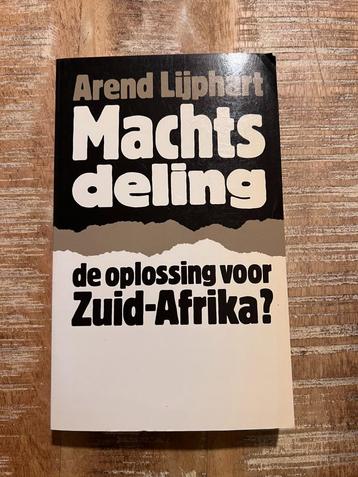 Arend Lijphart
Machts
deling
de oplossing voor
Zuid-Afrika?